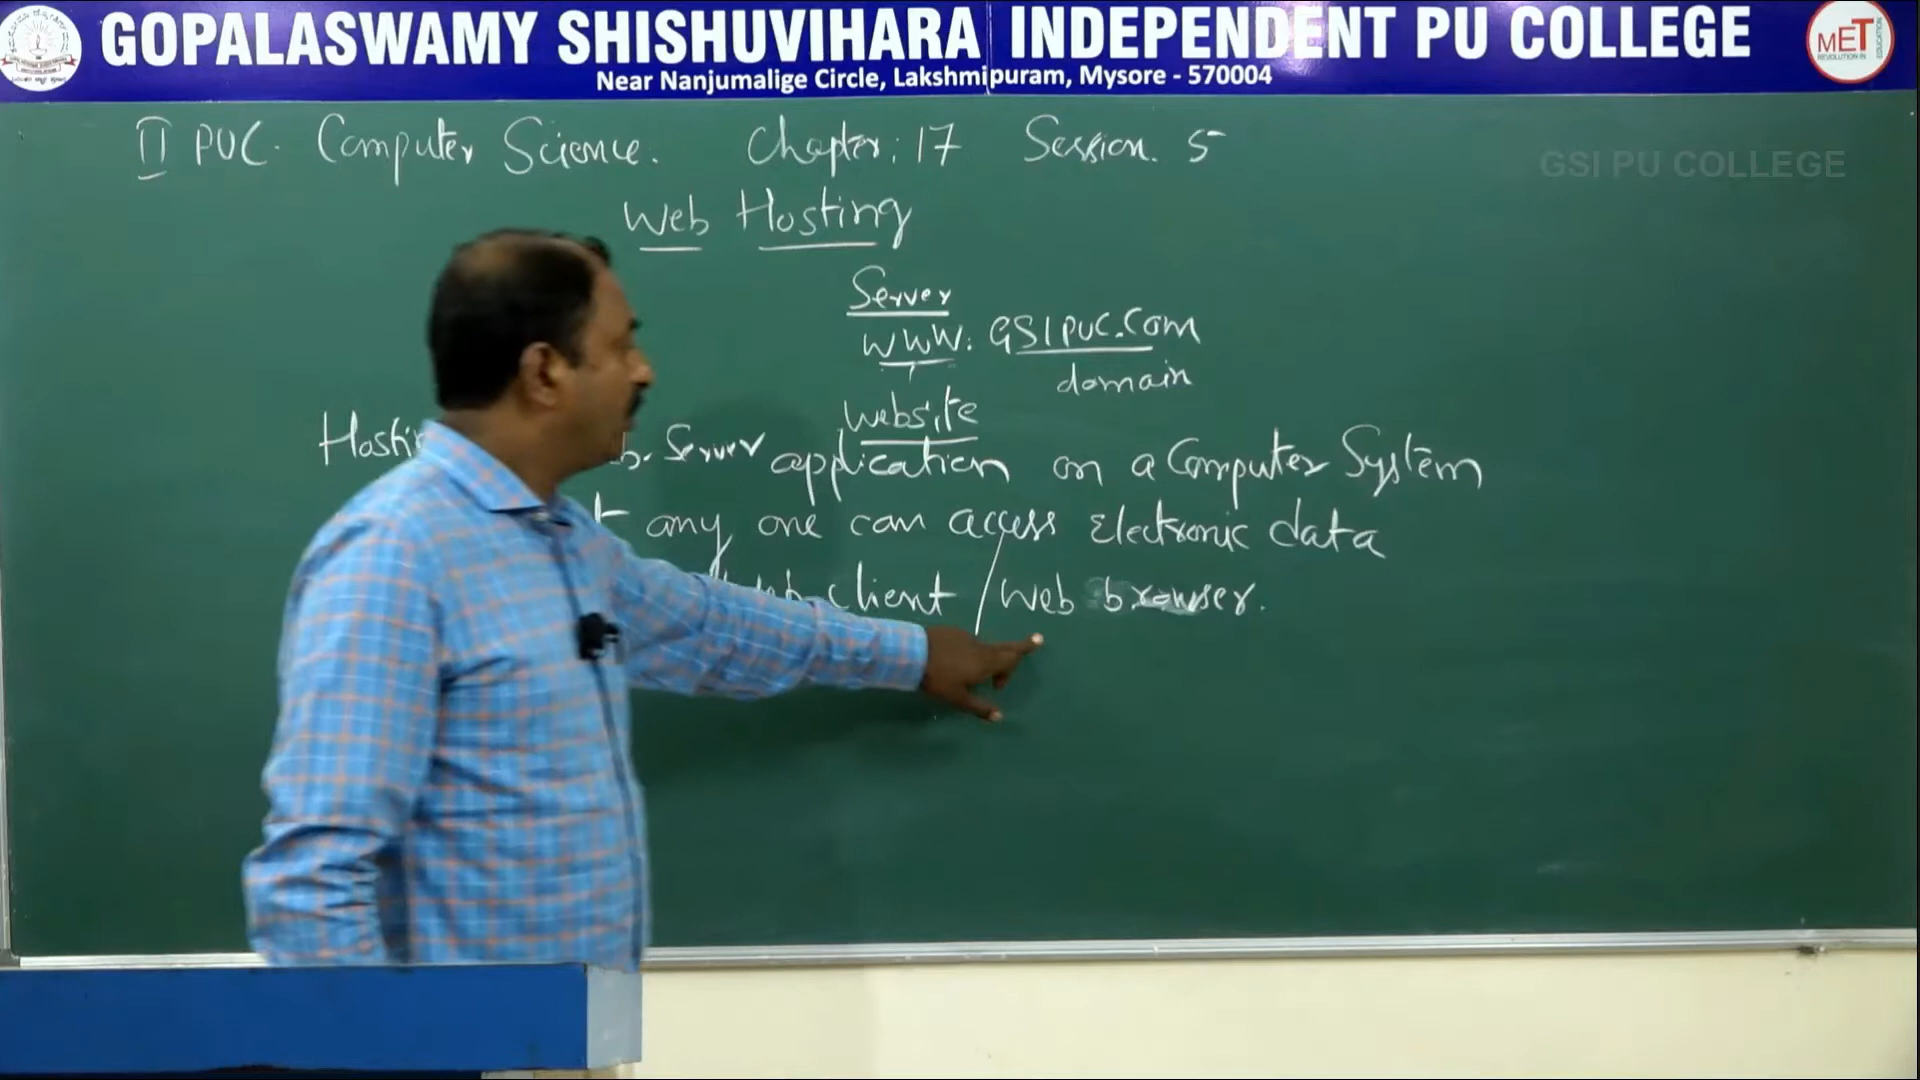 GOPALASWAMY SHISHUVIHARA INDEPENDENT PU COLLEGE
Near Nanjumalige Circle, Lakshmipuram, Mysore - 570004
MET
GSI PU COLLEGE
II PUC. Computer Science. Chapter: 17 Session. 5
Web Hosting
Server
WWW. GSIPUC.Com
domain
Website
Server application on a Computer System
any one can access Electronic data
client / Web browser.